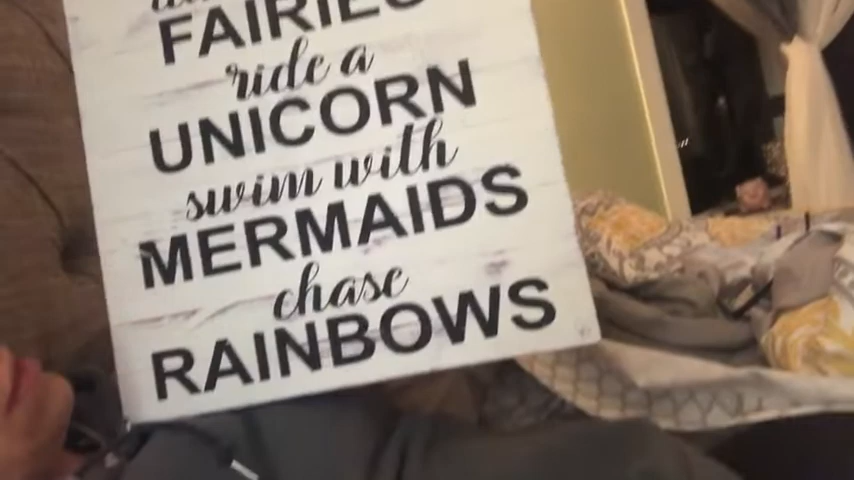 FAIRIES
ride a
UNICORN
swim with
MERMAIDS
chase
RAINBOWS